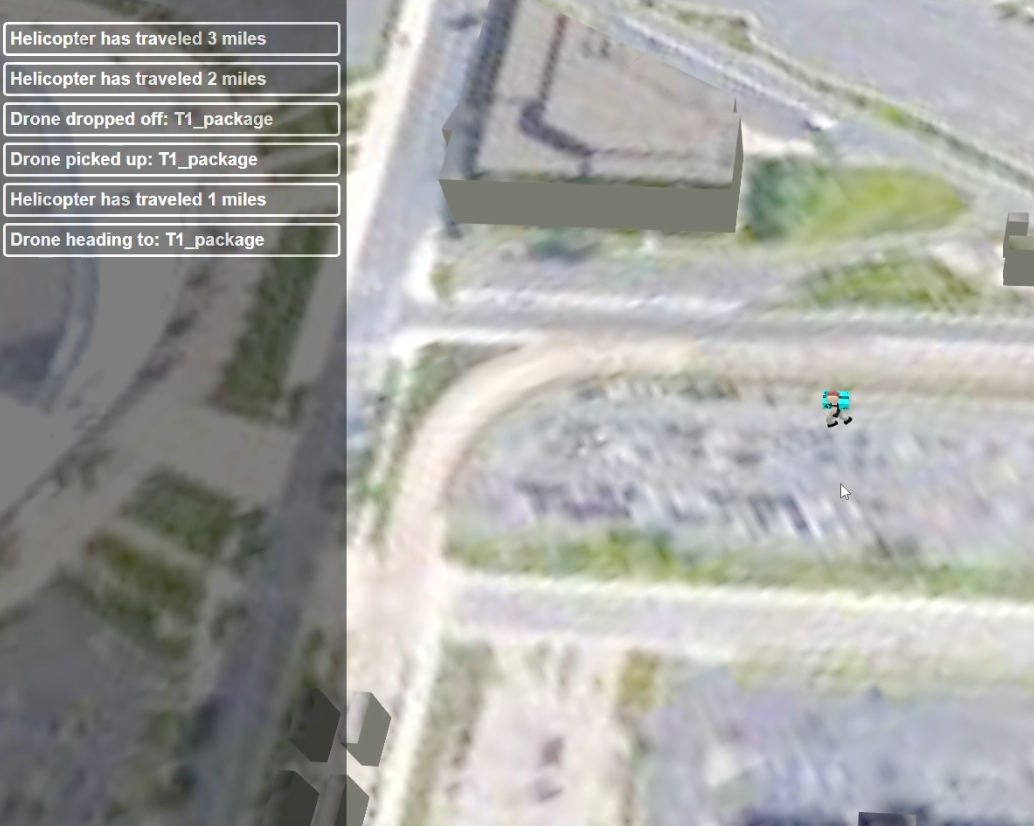 Helicopter has traveled 3 miles
Helicopter has traveled 2 miles
Drone dropped off: T1_package
Drone picked up: T1_package
Helicopter has traveled 1 miles
Drone heading to: T1_package